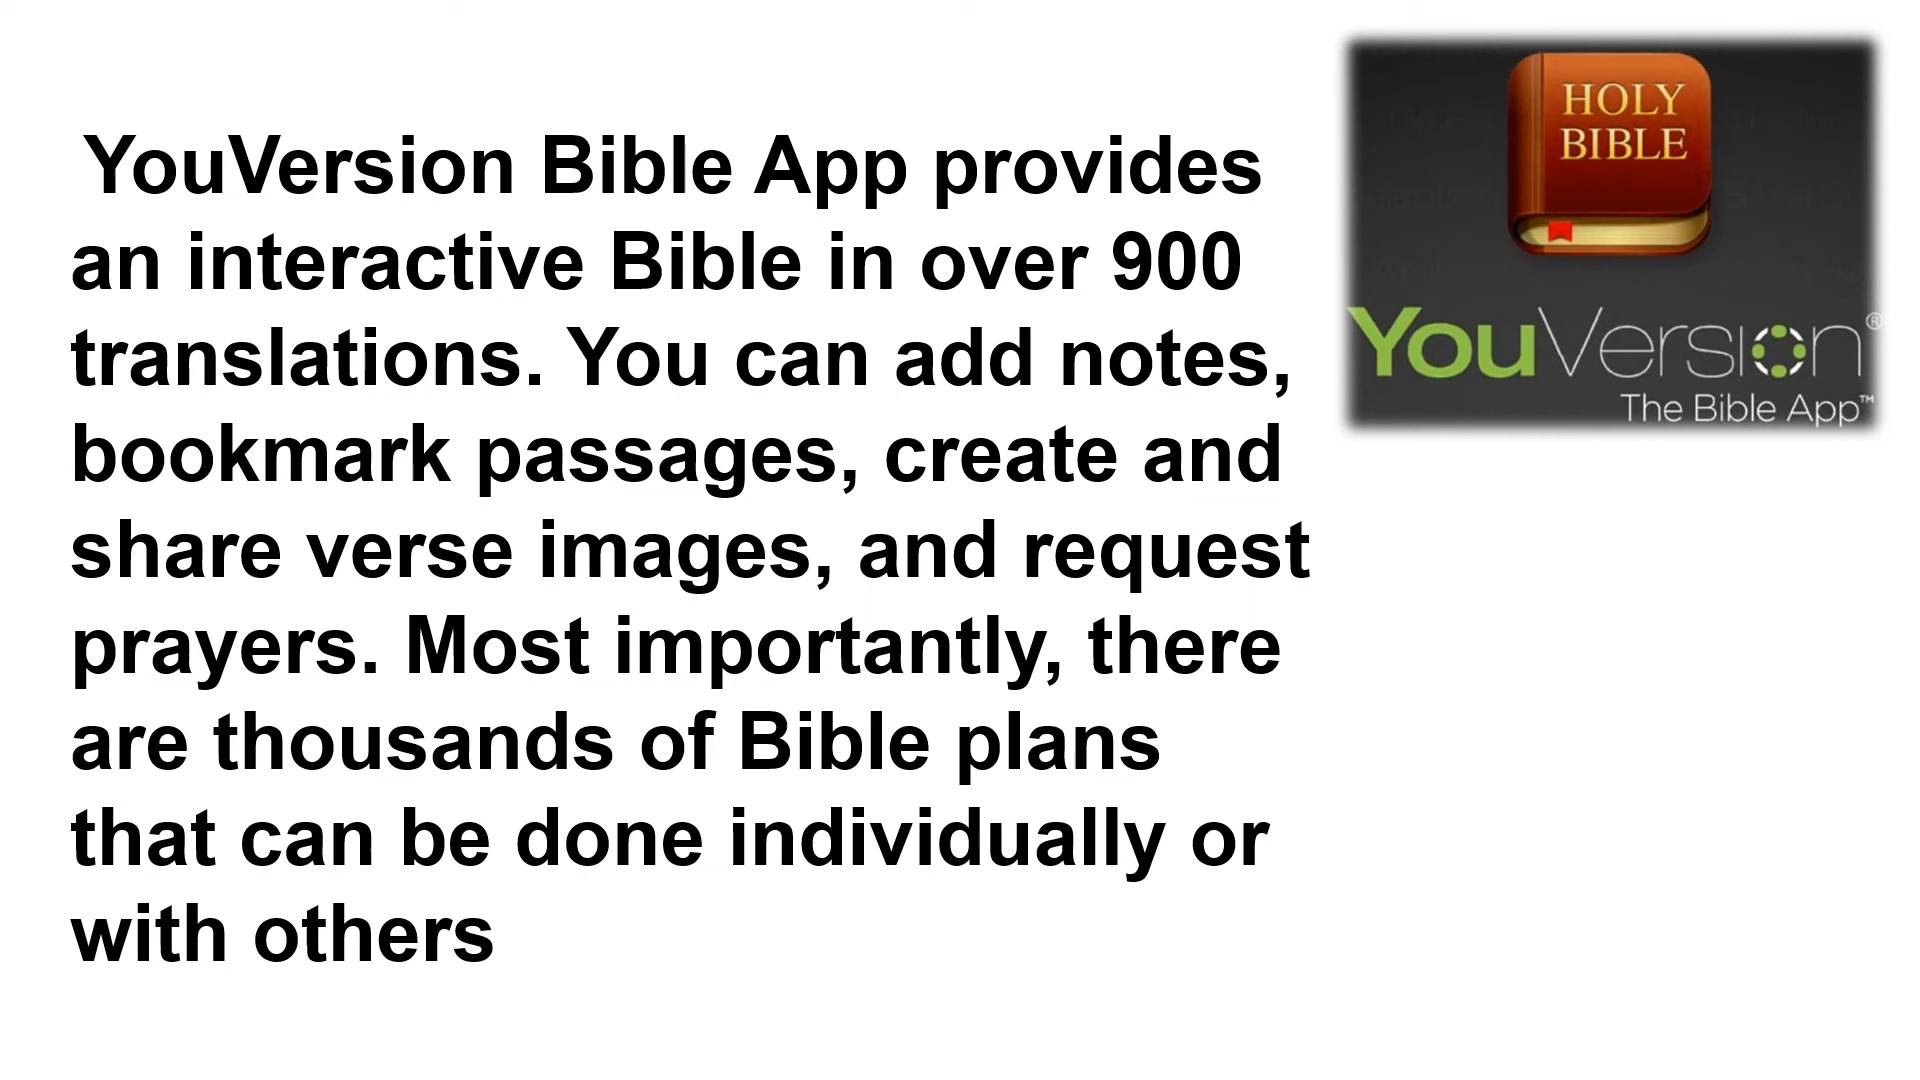 YouVersion Bible App provides
an interactive Bible in over 900
translations. You can add notes,
bookmark passages, create and
share verse images, and request
prayers. Most importantly, there
are thousands of Bible plans
that can be done individually or
with others
HOLY
BIBLE
YouVersion®
The Bible App™